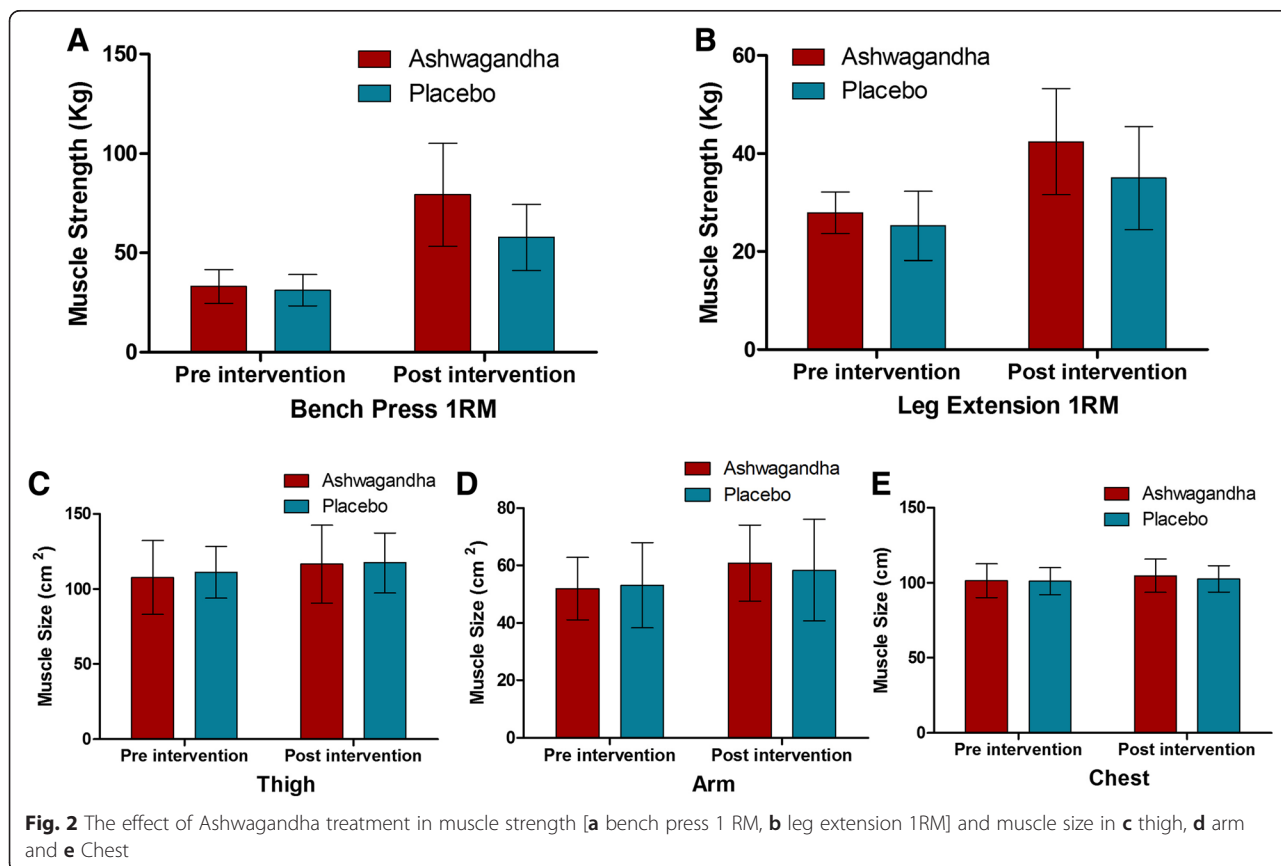 A
150
100
50
0
Muscle Strength (Kg)
Ashwagandha
Placebo
Pre intervention
Post intervention
Bench Press 1RM
B
60
40
20
0
Muscle Strength (Kg)
Ashwagandha
Placebo
Pre intervention
Post intervention
Leg Extension 1RM
C
150
100
50
0
Muscle Size (cm ²)
Ashwagandha
Placebo
Pre intervention
Post intervention
Thigh
D
80
60
40
20
0
Muscle Size (cm ²)
Ashwagandha
Placebo
Pre intervention
Post intervention
Arm
E
150
100
50
0
Muscle Size (cm)
Ashwagandha
Placebo
Pre intervention
Post intervention
Chest
Fig. 2 The effect of Ashwagandha treatment in muscle strength [a bench press 1 RM, b leg extension 1RM] and muscle size in c thigh, d arm
and e Chest